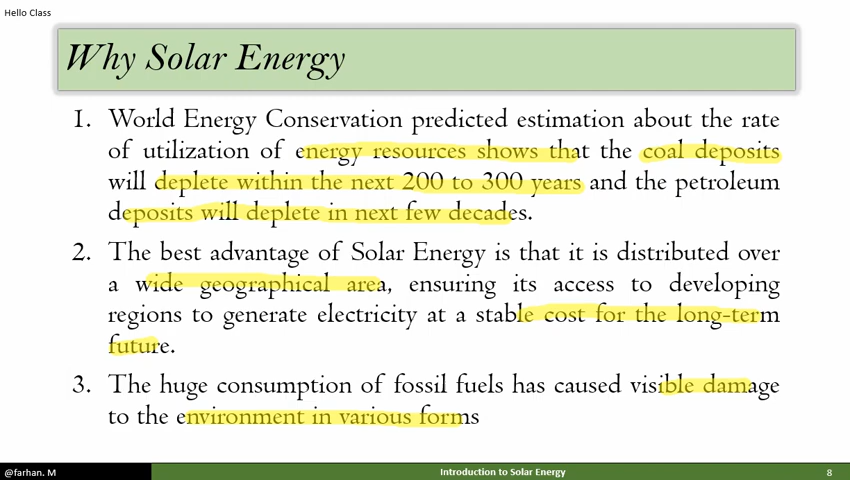 Hello Class
Why Solar Energy
1. World Energy Conservation predicted estimation about the rate
of utilization of energy resources shows that the coal deposits
will deplete within the next 200 to 300 years and the petroleum
deposits will deplete in next few decades.
2. The best advantage of Solar Energy is that it is distributed over
a wide geographical area, ensuring its access to developing
regions to generate electricity at a stable cost for the long-term
future.
3. The huge consumption of fossil fuels has caused visible damage
to the environment in various forms
@farhan. M
Introduction to Solar Energy
8